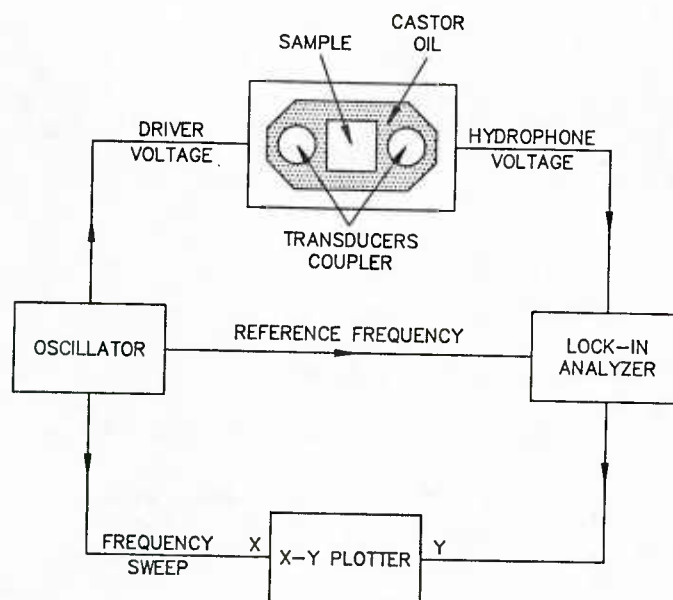 SAMPLE
CASTOR
OIL
DRIVER
VOLTAGE
HYDROPHONE
VOLTAGE
TRANSDUCERS
COUPLER
OSCILLATOR
REFERENCE FREQUENCY
LOCK-IN
ANALYZER
FREQUENCY
SWEEP
X
X-Y PLOTTER
Y